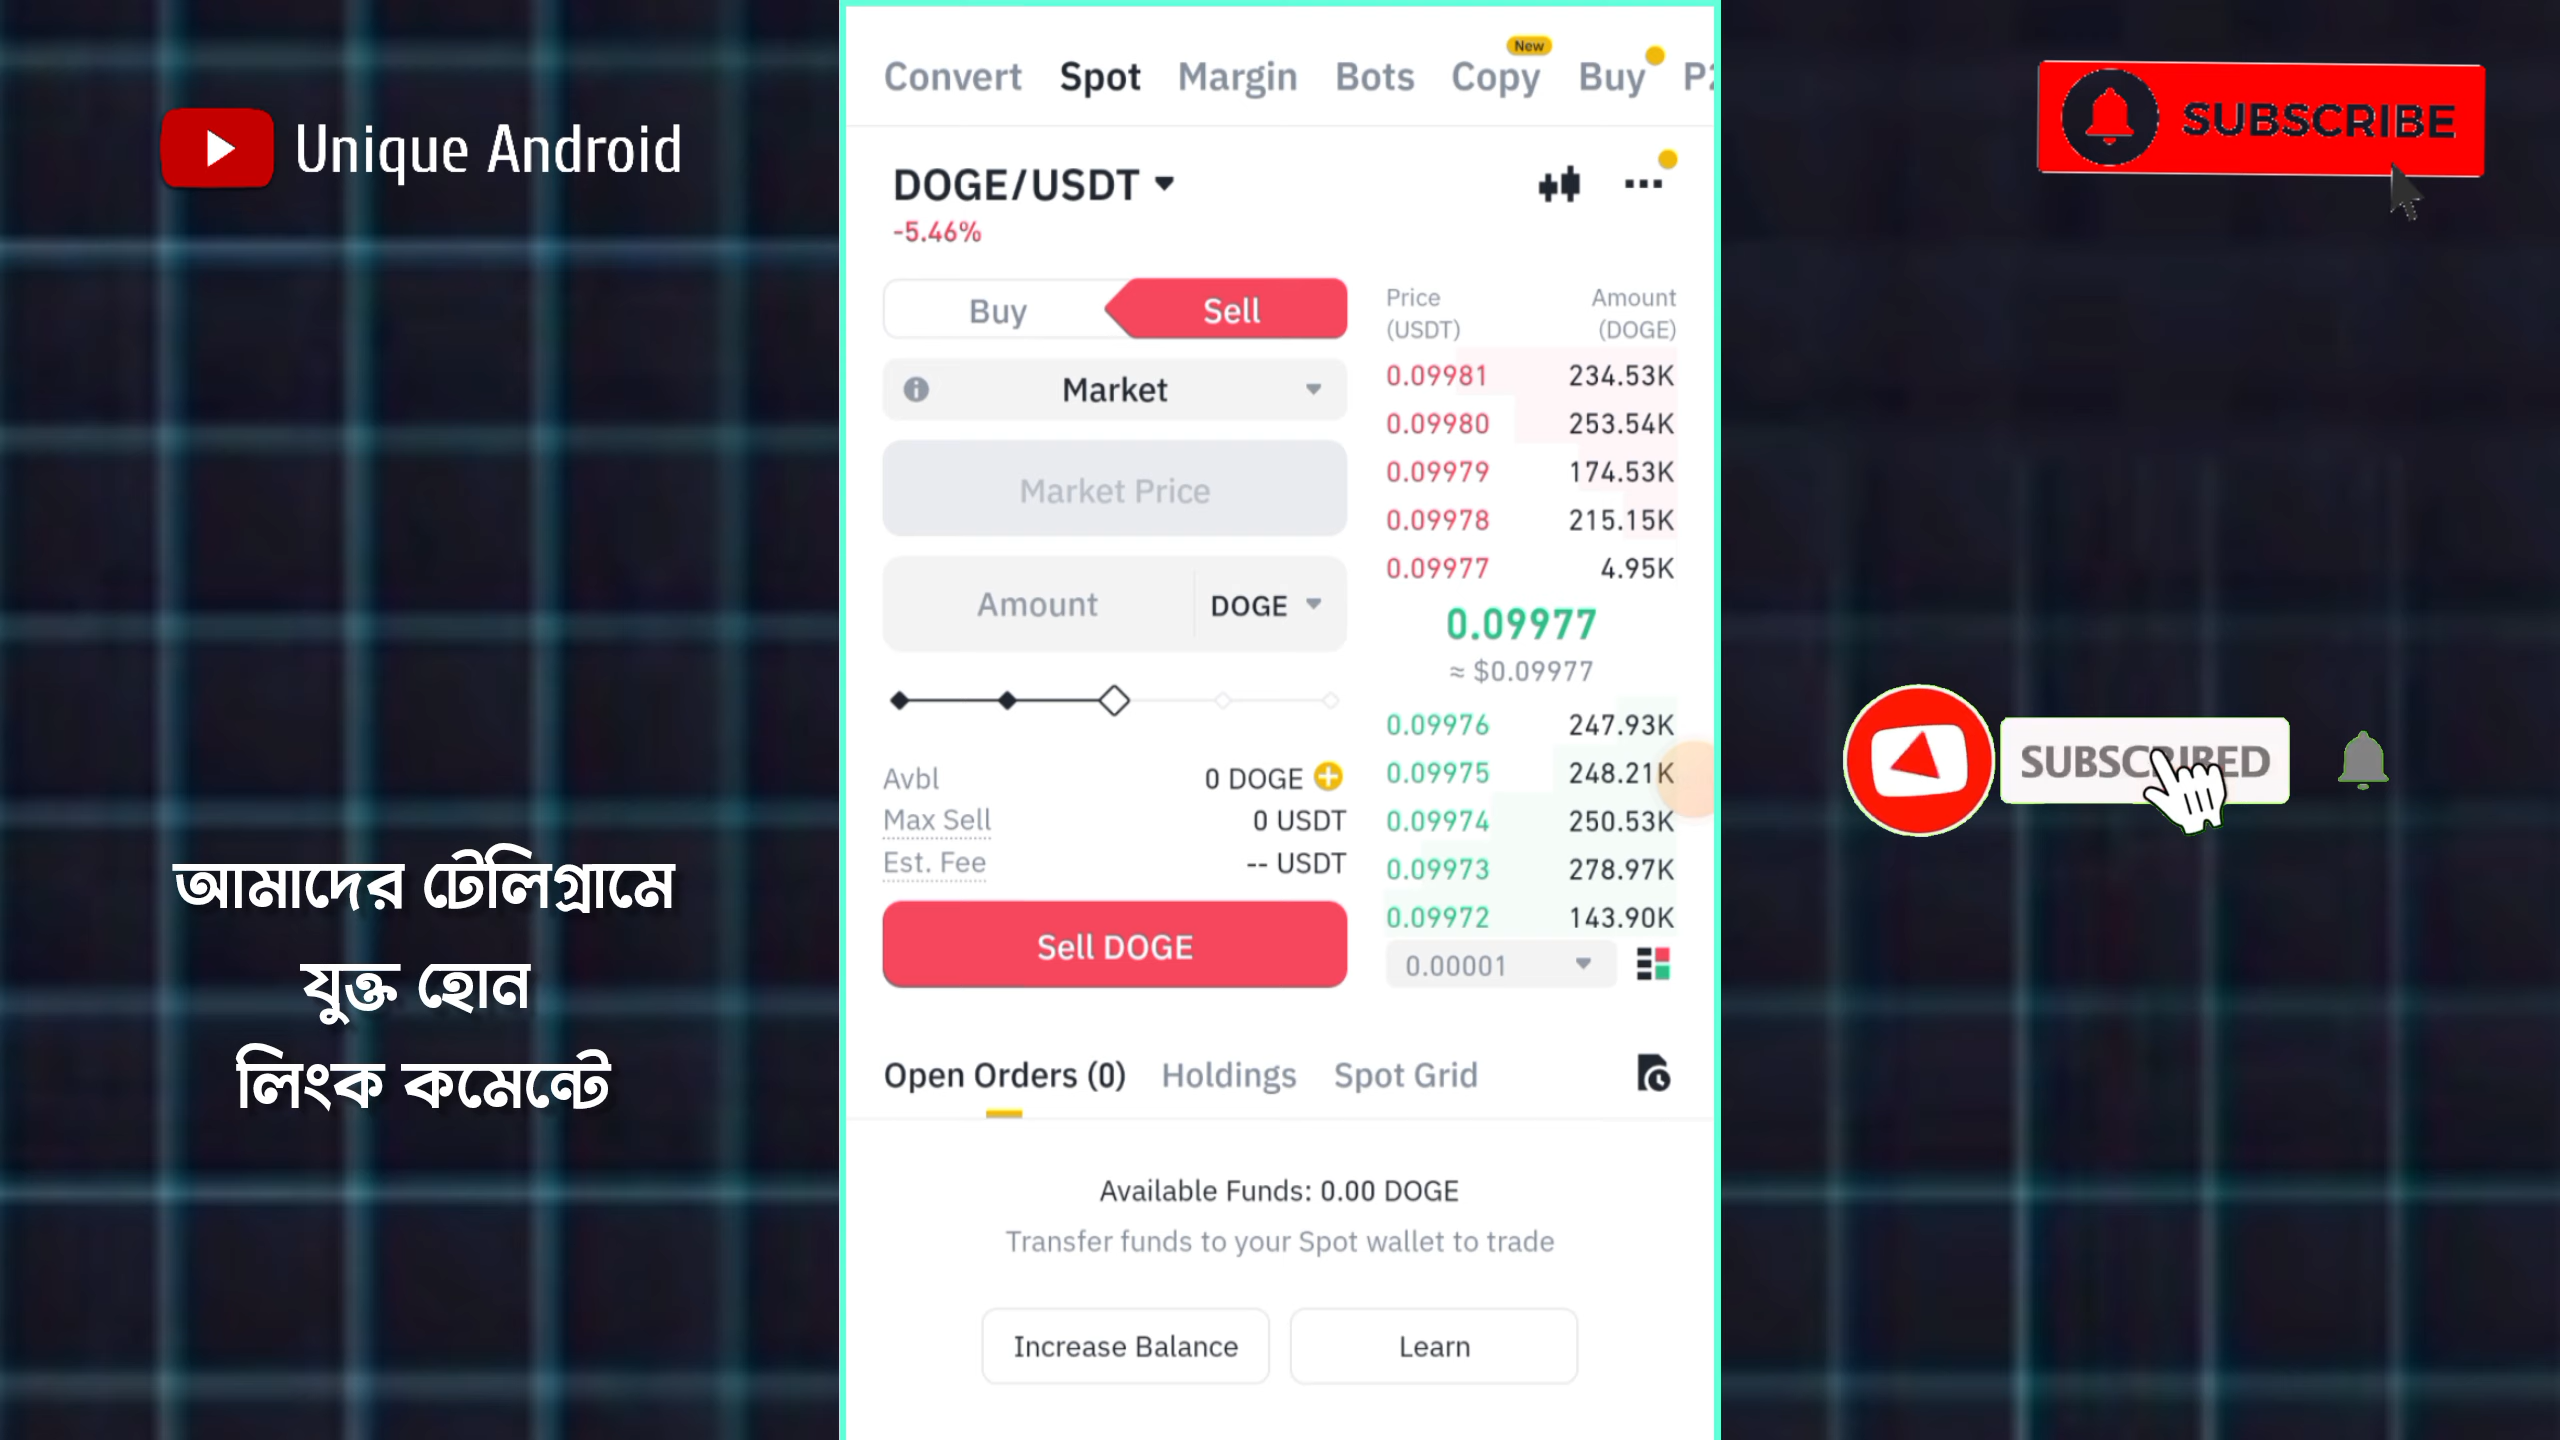 Unique Android
আমাদের টেলিগ্রামে
যুক্ত হোন
লিংক কমেন্টে
Convert Spot Margin Bots Copy New Buy
DOGE/USDT
-5.46%
Buy Sell
Market
Market Price
Amount DOGE
Avbl 0 DOGE
Max Sell 0 USDT
Est. Fee -- USDT
Sell DOGE
Price Amount
(USDT) (DOGE)
0.09981 234.53K
0.09980 253.54K
0.09979 174.53K
0.09978 215.15K
0.09977 4.95K
0.09977
≈ $0.09977
0.09976 247.93K
0.09975 248.21K
0.09974 250.53K
0.09973 278.97K
0.09972 143.90K
0.00001
Open Orders (0) Holdings Spot Grid
Available Funds: 0.00 DOGE
Transfer funds to your Spot wallet to trade
Increase Balance Learn
SUBSCRIBE
SUBSCRIBED